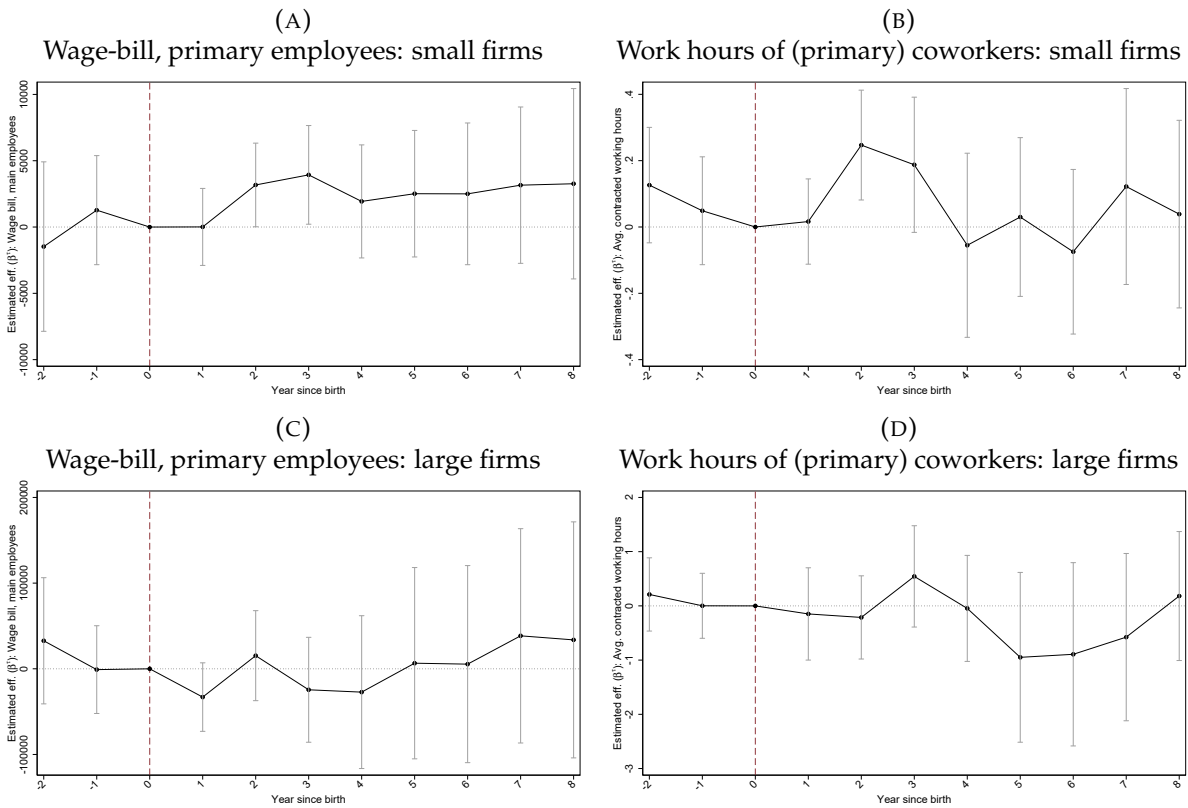 (A)
Wage-bill, primary employees: small firms
Estimated eff. (β¹): Wage bill, main employees
10000
5000
0
-5000
-10000
-2 -1 0 1 2 3 4 5 6 7 8
Year since birth
(B)
Work hours of (primary) coworkers: small firms
Estimated eff. (β¹): Avg. contracted working hours
.4
.2
0
-.2
-.4
-2 -1 0 1 2 3 4 5 6 7 8
Year since birth
(C)
Wage-bill, primary employees: large firms
Estimated eff. (β¹): Wage bill, main employees
200000
100000
0
-100000
-2 -1 0 1 2 3 4 5 6 7 8
Year since birth
(D)
Work hours of (primary) coworkers: large firms
Estimated eff. (β¹): Avg. contracted working hours
2
1
0
-1
-2
-3
-2 -1 0 1 2 3 4 5 6 7 8
Year since birth